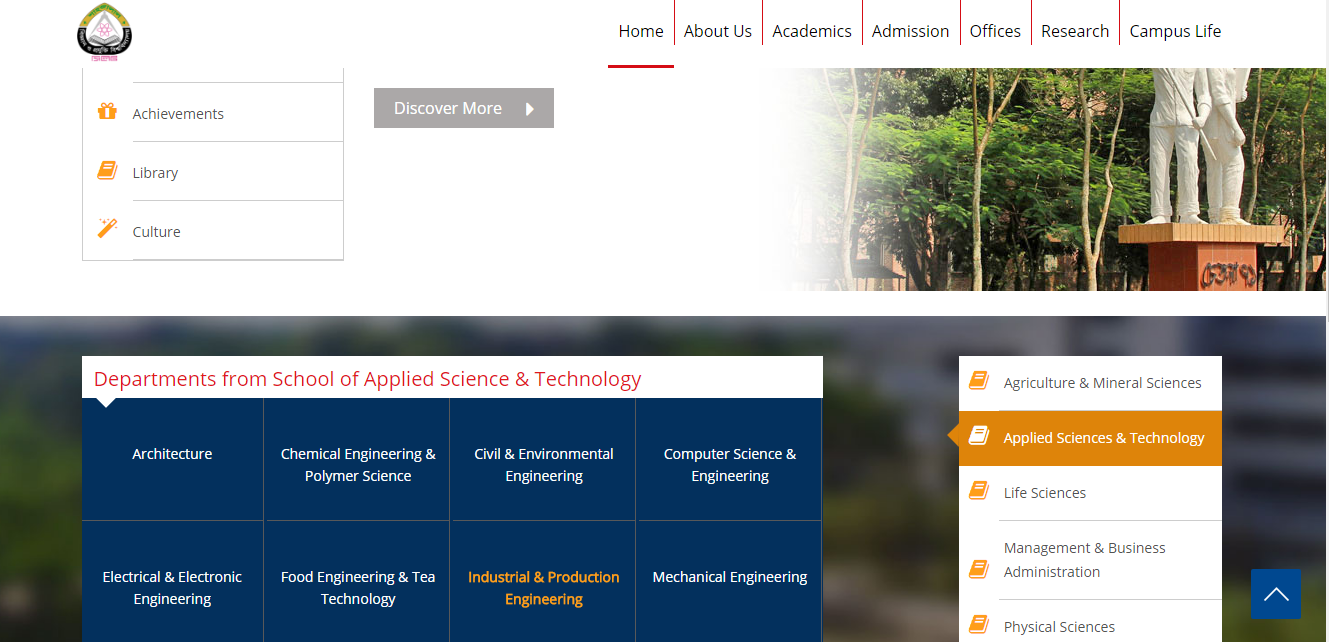 Home
About Us
Academics
Admission
Offices
Research
Campus Life
Achievements
Library
Culture
Discover More
Departments from School of Applied Science & Technology
Architecture
Chemical Engineering &
Polymer Science
Civil & Environmental
Engineering
Computer Science &
Engineering
Electrical & Electronic
Engineering
Food Engineering & Tea
Technology
Industrial & Production
Engineering
Mechanical Engineering
Agriculture & Mineral Sciences
Applied Sciences & Technology
Life Sciences
Management & Business
Administration
Physical Sciences